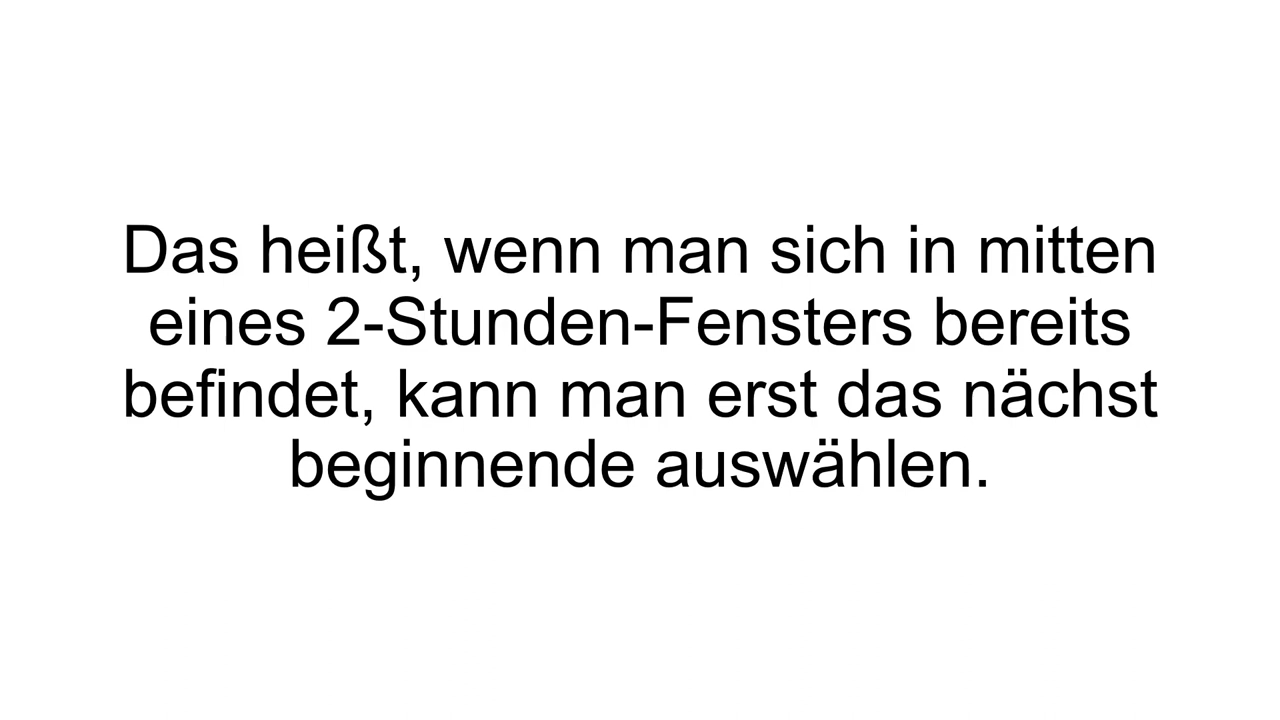 Das heißt, wenn man sich in mitten
eines 2-Stunden-Fensters bereits
befindet, kann man erst das nächst
beginnende auswählen.